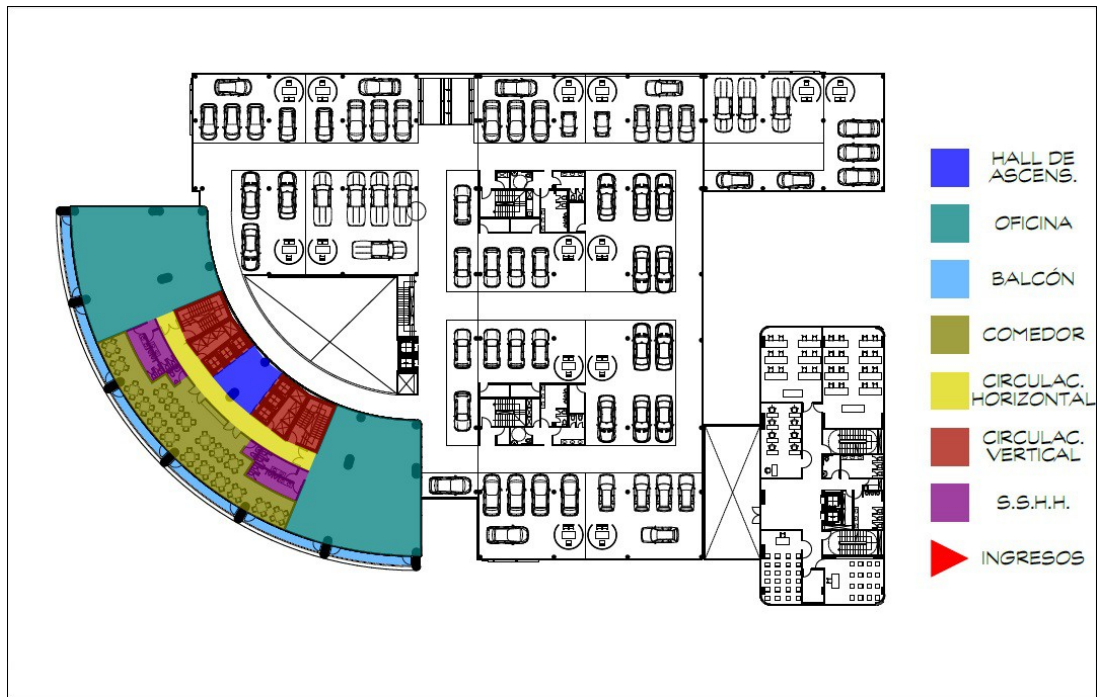 HALL DE
ASCENS.
OFICINA
BALCÓN
COMEDOR
CIRCULAC.
HORIZONTAL
CIRCULAC.
VERTICAL
S.S.H.H.
INGRESOS